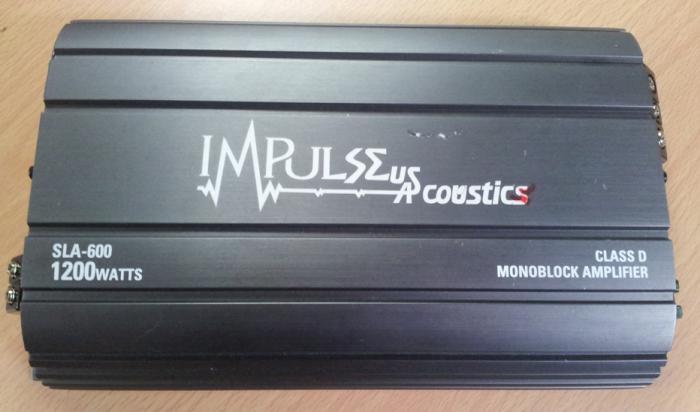 IMPULSE us
Acoustics
SLA-600
1200WATTS
CLASS D
MONOBLOCK AMPLIFIER